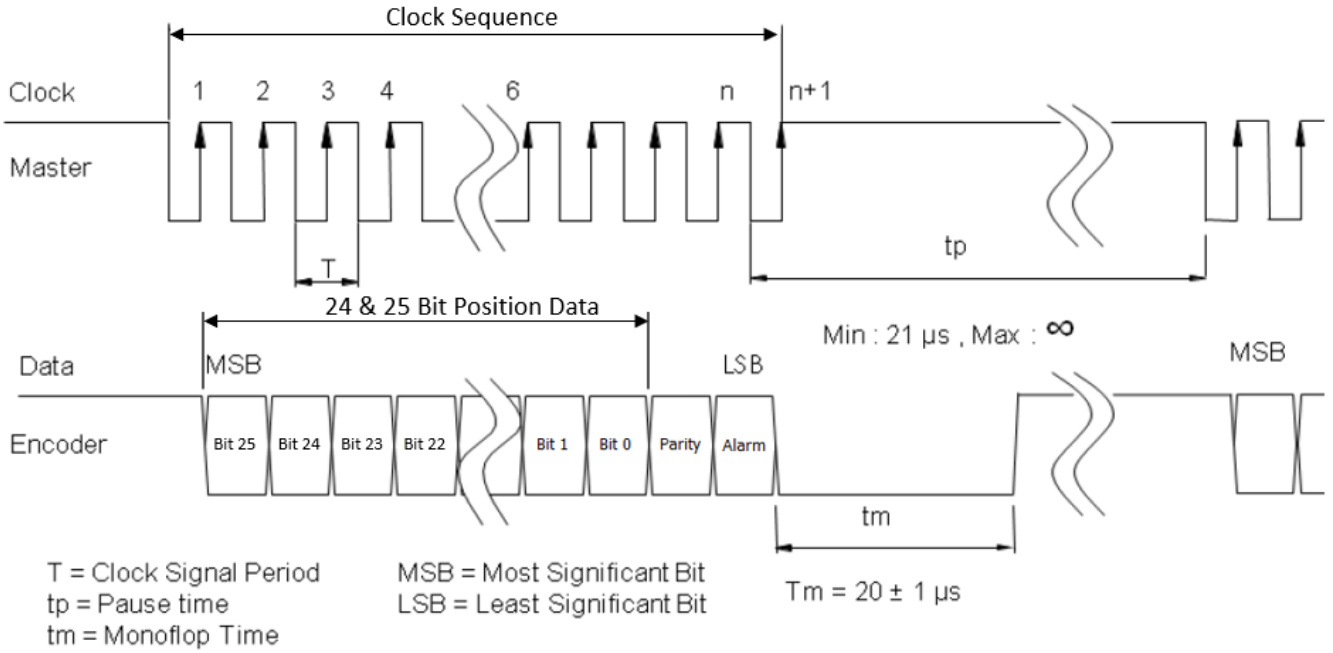 Clock Sequence
Clock 1 2 3 4 6 n n+1
Master
tp
T
24 & 25 Bit Position Data
Min : 21 µs , Max : ∞
Data MSB LSB MSB
Encoder Bit 25 Bit 24 Bit 23 Bit 22 Bit 1 Bit 0 Parity Alarm
tm
T = Clock Signal Period MSB = Most Significant Bit
tp = Pause time LSB = Least Significant Bit Tm = 20 ± 1 µs
tm = Monoflop Time